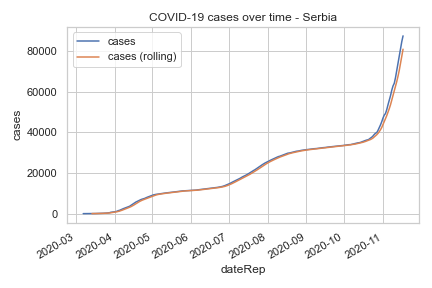 COVID-19 cases over time - Serbia
cases
cases (rolling)
cases
80000
60000
40000
20000
0
2020-03
2020-04
2020-05
2020-06
2020-07
2020-08
2020-09
2020-10
2020-11
dateRep